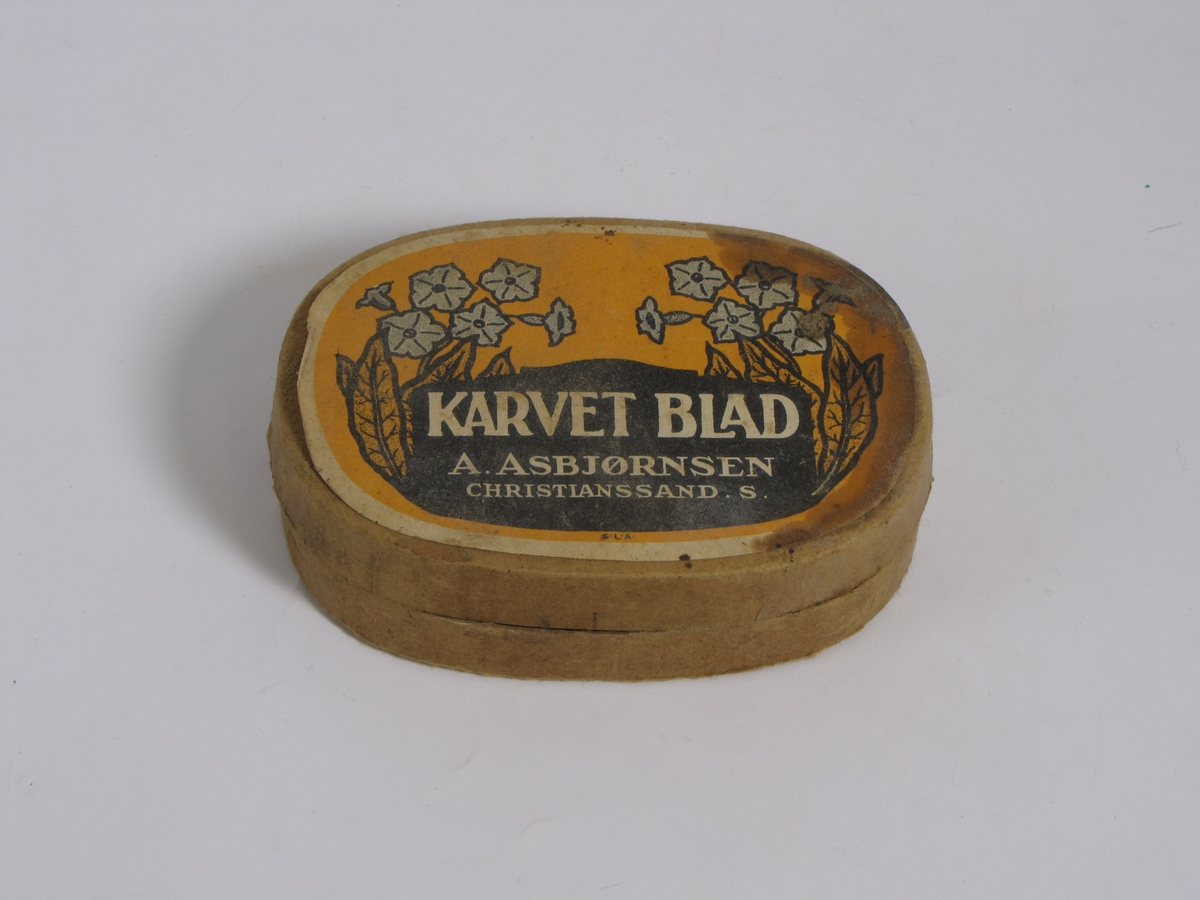 KARVET BLAD
A. ASBJØRNSEN
CHRISTIANSSAND. S.
S.L.A.